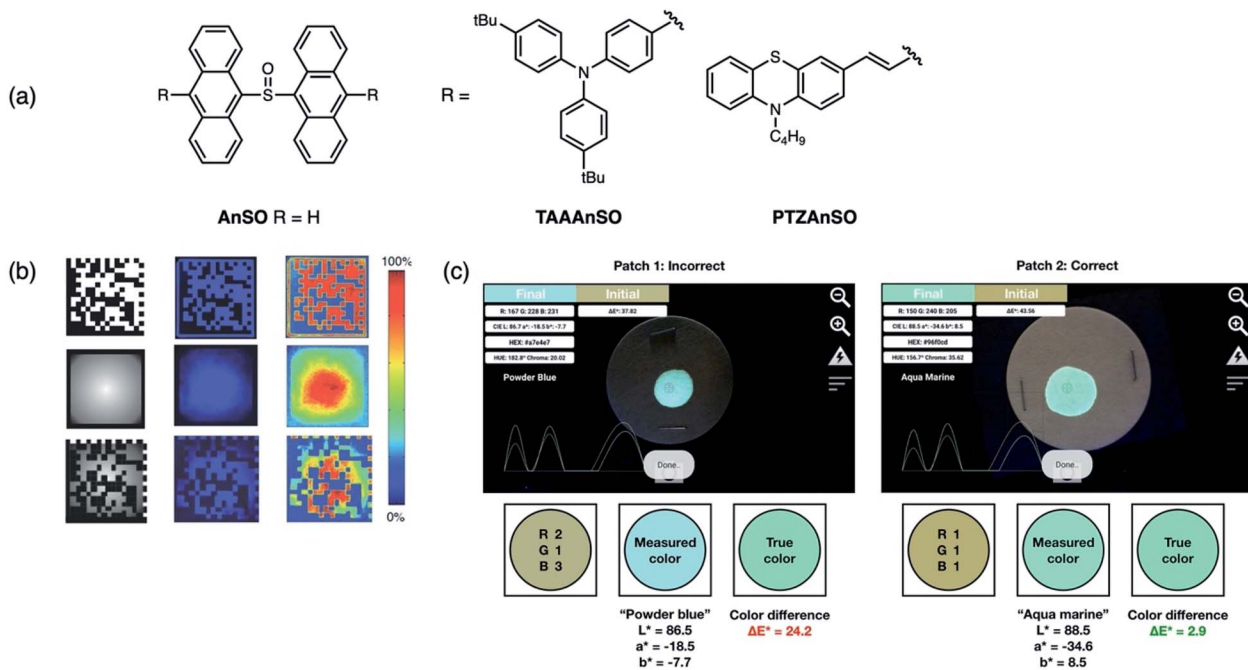 (a)
O
R
S
R
R =
tBu
N
tBu
S
N
C4H9
AnSO R = H
TAAAnSO
PTZAnSO
(b)
100%
0%
(c)
Patch 1: Incorrect
Final
Initial
R: 167 G: 228 B: 231
ΔE*: 37.82
CIE L: 86.7 a*: -18.5 b*: -7.7
HEX: #a7e4e7
HUE: 182.8° Chroma: 20.02
Powder Blue
Done..
R 2
G 1
B 3
Measured
color
True
color
"Powder blue"
L* = 86.5
a* = -18.5
b* = -7.7
Color difference
ΔE* = 24.2
Patch 2: Correct
Final
Initial
R: 150 G: 240 B: 205
ΔE*: 43.56
CIE L: 88.5 a*: -34.6 b*: 8.5
HEX: #96f0cd
HUE: 156.7° Chroma: 35.62
Aqua Marine
Done..
R 1
G 1
B 1
Measured
color
True
color
"Aqua marine"
L* = 88.5
a* = -34.6
b* = 8.5
Color difference
ΔE* = 2.9